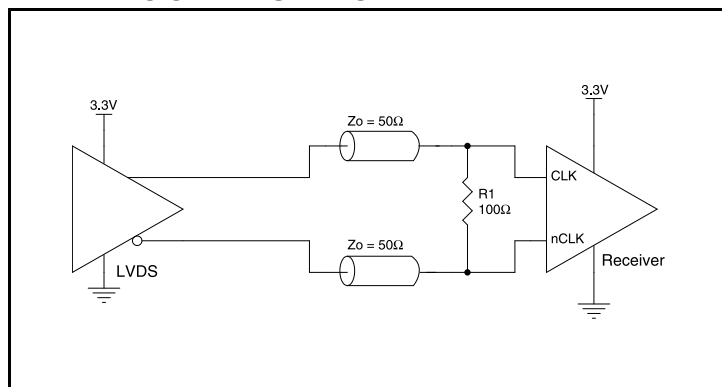 3.3V
3.3V
Zo = 50Ω
CLK
R1
100Ω
nCLK
Zo = 50Ω
LVDS
Receiver